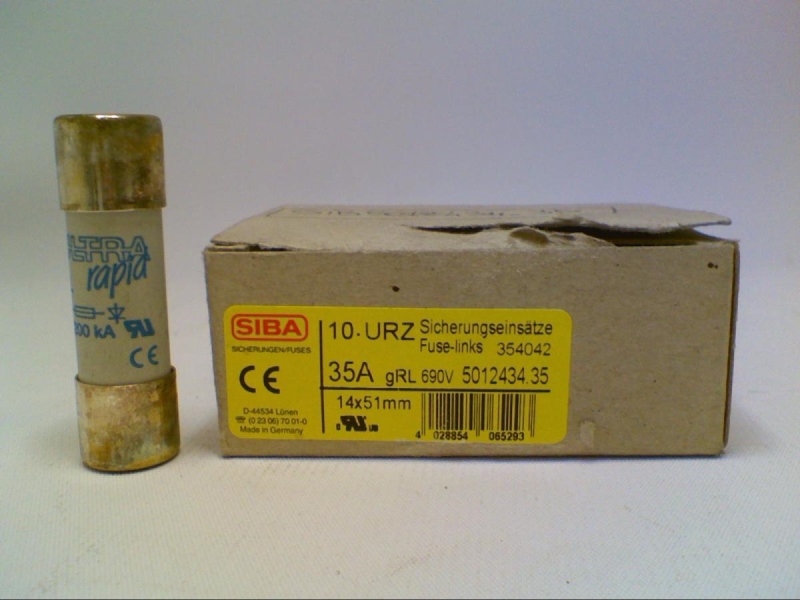 rapid
200 kA
CE
SIBA
SICHERUNGEN/FUSES
CE
D-44534 Lünen
☎ (0 23 06) 70 01-0
Made in Germany
10.URZ Sicherungseinsätze
Fuse-links 354042
35A gRL 690V 5012434.35
14x51mm
4 028854 065293